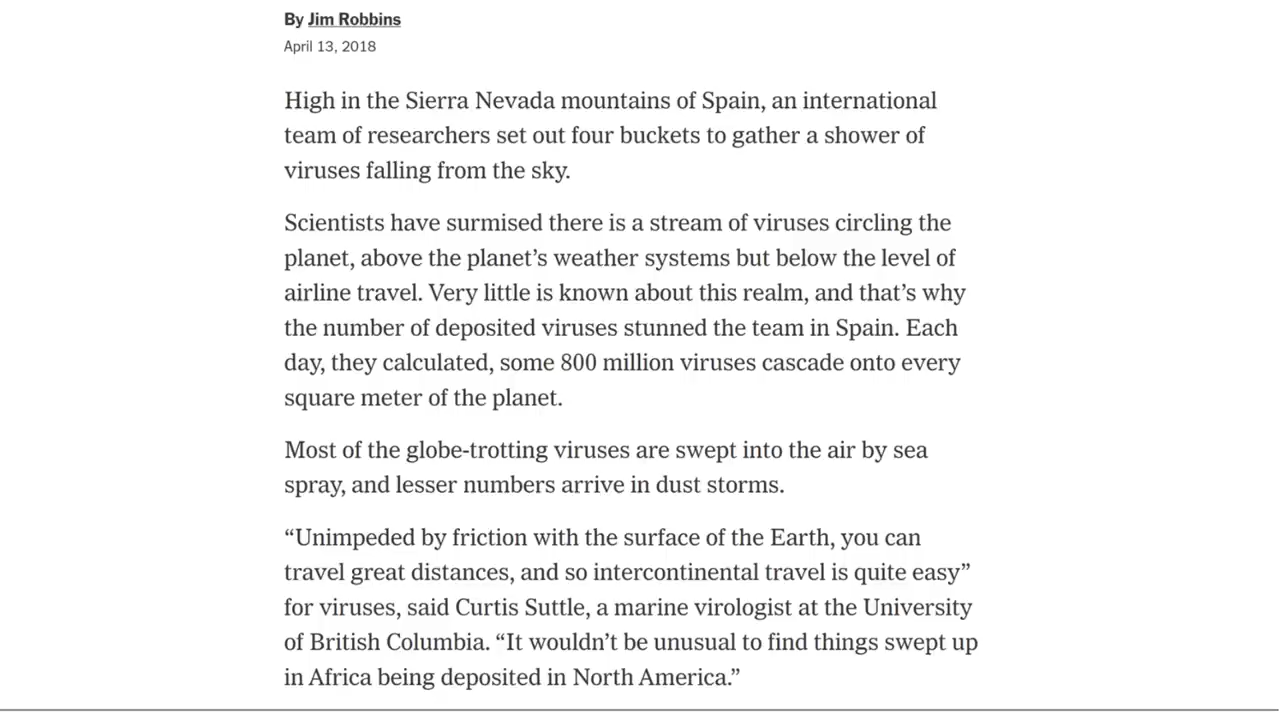 By Jim Robbins
April 13, 2018
High in the Sierra Nevada mountains of Spain, an international
team of researchers set out four buckets to gather a shower of
viruses falling from the sky.
Scientists have surmised there is a stream of viruses circling the
planet, above the planet’s weather systems but below the level of
airline travel. Very little is known about this realm, and that’s why
the number of deposited viruses stunned the team in Spain. Each
day, they calculated, some 800 million viruses cascade onto every
square meter of the planet.
Most of the globe-trotting viruses are swept into the air by sea
spray, and lesser numbers arrive in dust storms.
“Unimpeded by friction with the surface of the Earth, you can
travel great distances, and so intercontinental travel is quite easy”
for viruses, said Curtis Suttle, a marine virologist at the University
of British Columbia. “It wouldn’t be unusual to find things swept up
in Africa being deposited in North America.”